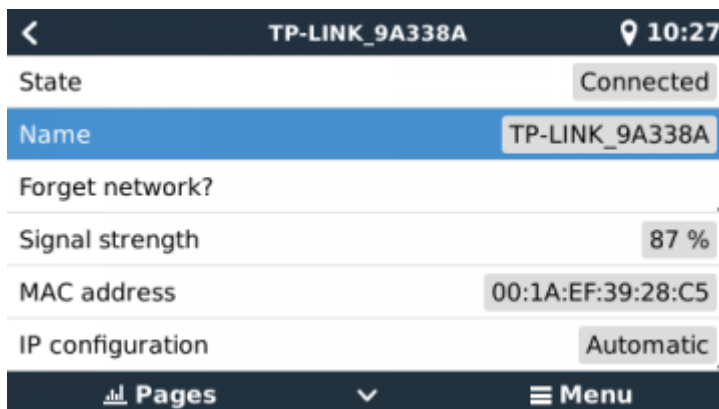 TP-LINK_9A338A 10:27
State Connected
Name TP-LINK_9A338A
Forget network?
Signal strength 87 %
MAC address 00:1A:EF:39:28:C5
IP configuration Automatic
Pages Menu